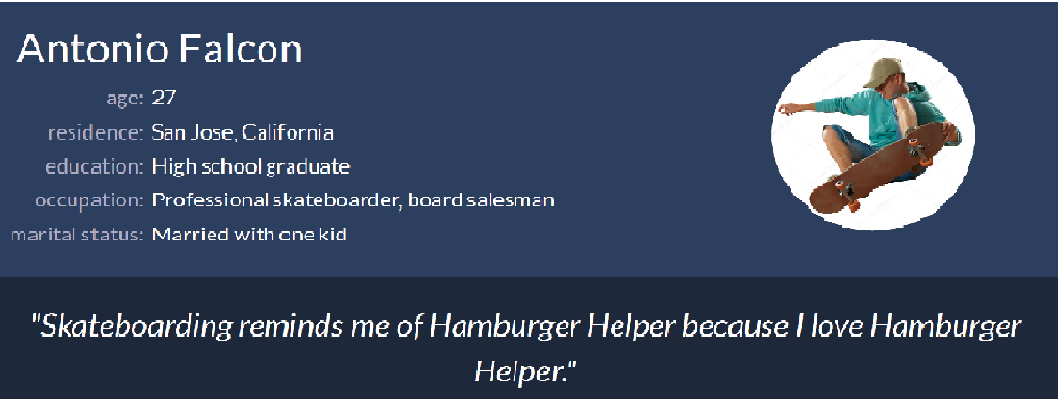 Antonio Falcon
age: 27
residence: San Jose, California
education: High school graduate
occupation: Professional skateboarder, board salesman
marital status: Married with one kid
"Skateboarding reminds me of Hamburger Helper because I love Hamburger
Helper."